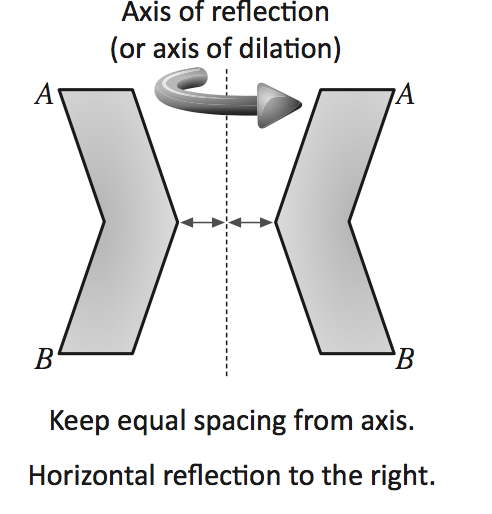 Axis of reflection
(or axis of dilation)
A A
B B
Keep equal spacing from axis.
Horizontal reflection to the right.